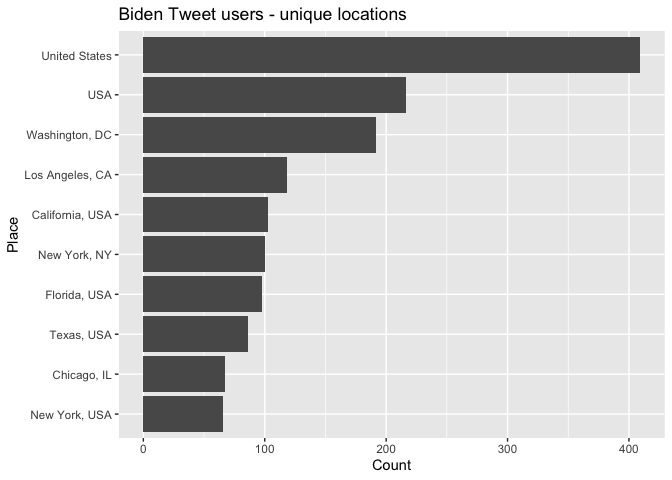 Biden Tweet users - unique locations
United States
USA
Washington, DC
Los Angeles, CA
California, USA
New York, NY
Florida, USA
Texas, USA
Chicago, IL
New York, USA
Place
0 100 200 300 400
Count